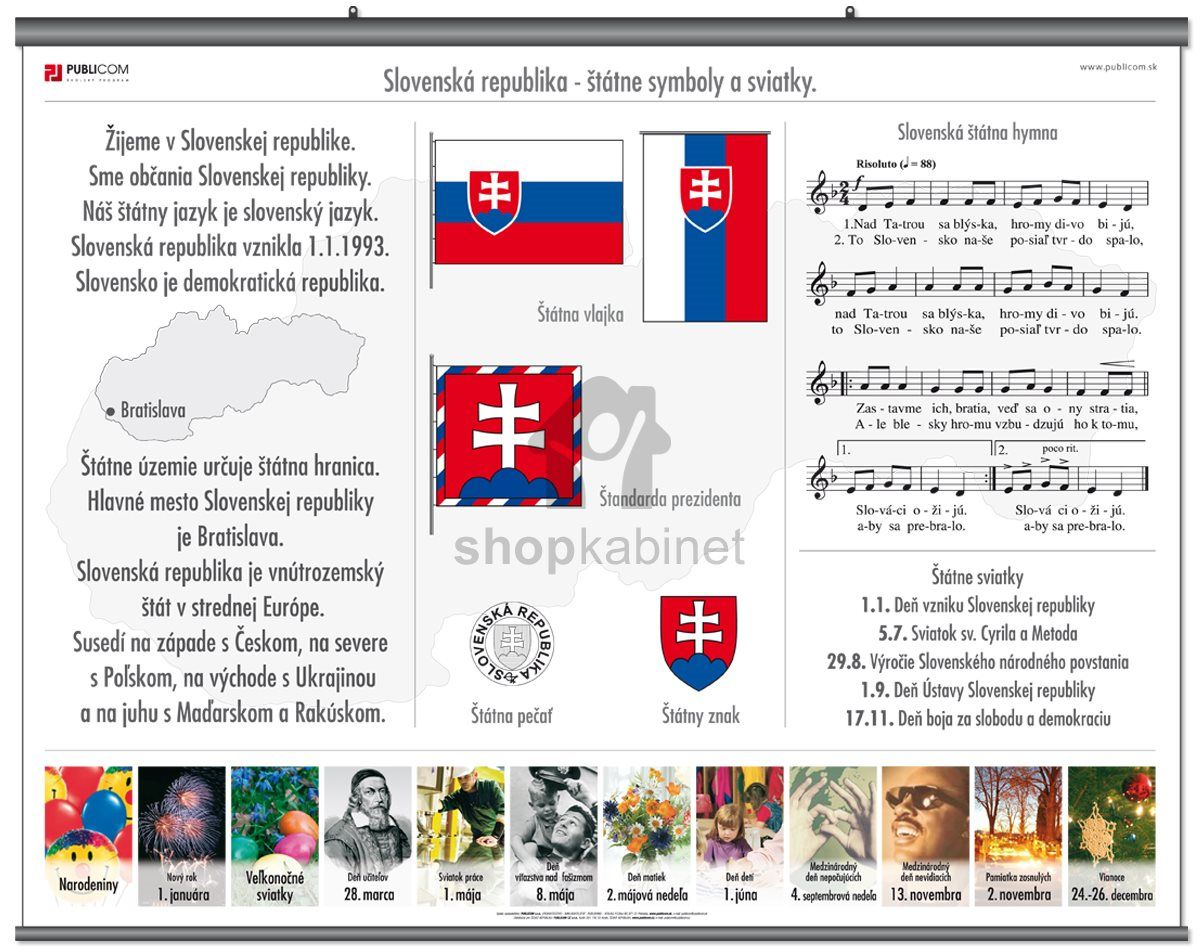 PUBLICOM
ŠKOLSKÝ PROGRAM
www.publicom.sk
Slovenská republika - štátne symboly a sviatky.
Žijeme v Slovenskej republike.
Sme občania Slovenskej republiky.
Náš štátny jazyk je slovenský jazyk.
Slovenská republika vznikla 1.1.1993.
Slovensko je demokratická republika.
Bratislava
Štátne územie určuje štátna hranica.
Hlavné mesto Slovenskej republiky
je Bratislava.
Slovenská republika je vnútrozemský
štát v strednej Európe.
Susedí na západe s Českom, na severe
s Poľskom, na východe s Ukrajinou
a na juhu s Maďarskom a Rakúskom.
Štátna vlajka
Štandarda prezidenta
shopkabinet
SLOVENSKÁ REPUBLIKA
Štátna pečať
Štátny znak
Slovenská štátna hymna
Risoluto (♩ = 88)
f
2
4
1.Nad Ta-trou sa blýs-ka, hro-my di-vo bi - jú,
2. To Slo-ven - sko na-še po-siaľ tvr - do spa-lo,
nad Ta-trou sa blýs-ka, hro-my di - vo bi - jú.
to Slo-ven - sko na-še po-siaľ tvr - do spa-lo.
Zas - tavme ich, bratia, veď sa o - ny stra - tia,
A - le ble - sky hro-mu vzbu - dzujú ho k to-mu,
1.
2.
poco rit.
Slo-vá-ci o - ži - jú.
Slo-vá ci o - ži - jú.
a-by sa pre-bra-lo.
a-by sa pre-bra-lo.
Štátne sviatky
1.1. Deň vzniku Slovenskej republiky
5.7. Sviatok sv. Cyrila a Metoda
29.8. Výročie Slovenského národného povstania
1.9. Deň Ústavy Slovenskej republiky
17.11. Deň boja za slobodu a demokraciu
Narodeniny
Nový rok
1. januára
Veľkonočné
sviatky
Deň učiteľov
28. marca
Sviatok práce
1. mája
Deň
víťazstva nad fašizmom
8. mája
Deň matiek
2. májová nedeľa
Deň detí
1. júna
Medzinárodný
deň nepočujúcich
4. septembrová nedeľa
Medzinárodný
deň nevidiacich
13. novembra
Pamiatka zosnulých
2. novembra
Vianoce
24.-26. decembra